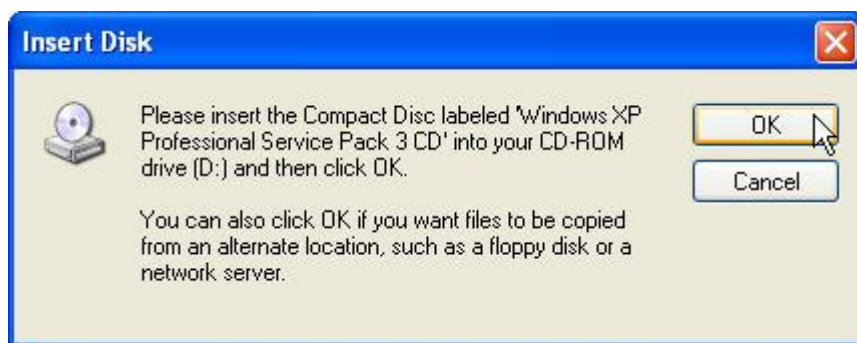 Insert Disk
Please insert the Compact Disc labeled 'Windows XP
Professional Service Pack 3 CD' into your CD-ROM
drive (D:) and then click OK.
You can also click OK if you want files to be copied
from an alternate location, such as a floppy disk or a
network server.
OK
Cancel